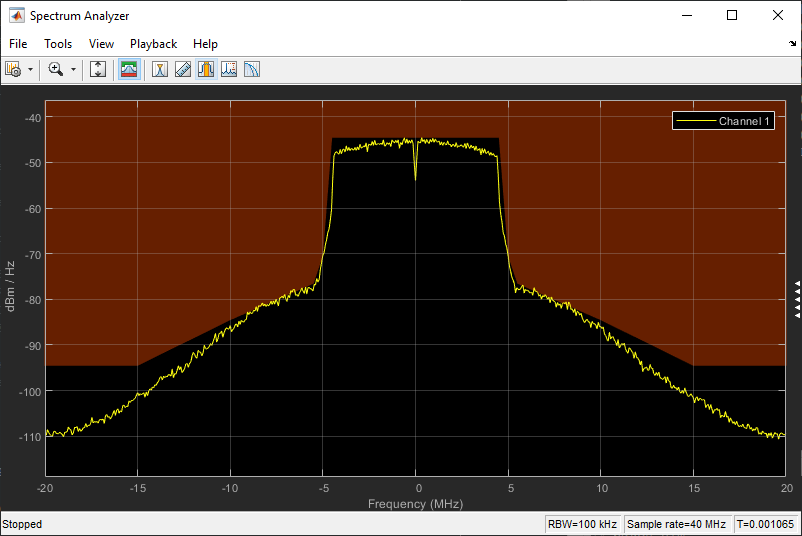 Spectrum Analyzer
File Tools View Playback Help
Channel 1
dBm / Hz
-40
-50
-60
-70
-80
-90
-100
-110
-20 -15 -10 -5 0 5 10 15 20
Frequency (MHz)
Stopped RBW=100 kHz Sample rate=40 MHz T=0.001065